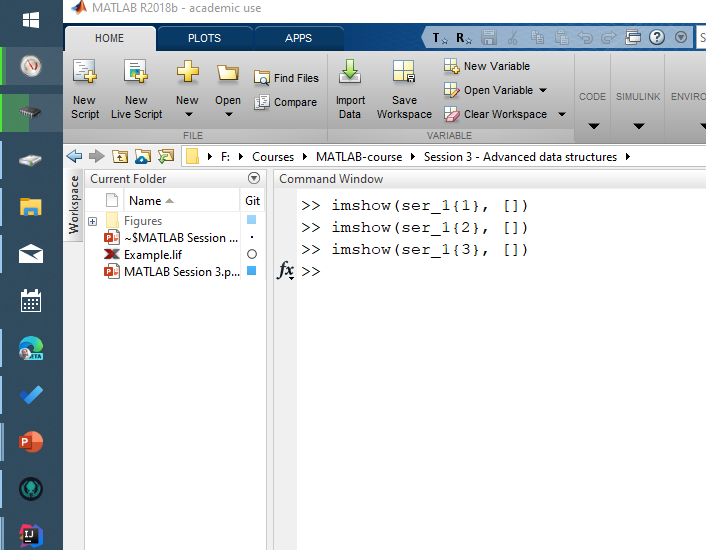 MATLAB R2018b - academic use
HOME PLOTS APPS
New Script
New Live Script
New
Open
Find Files
Compare
Import Data
Save Workspace
New Variable
Open Variable
Clear Workspace
CODE
SIMULINK
ENVIRO
FILE
VARIABLE
F: Courses MATLAB-course Session 3 - Advanced data structures
Workspace
Current Folder
Name Git
Figures
~$MATLAB Session ...
Example.lif
MATLAB Session 3.p...
Command Window
>> imshow(ser_1{1}, [])
>> imshow(ser_1{2}, [])
>> imshow(ser_1{3}, [])
fx >>